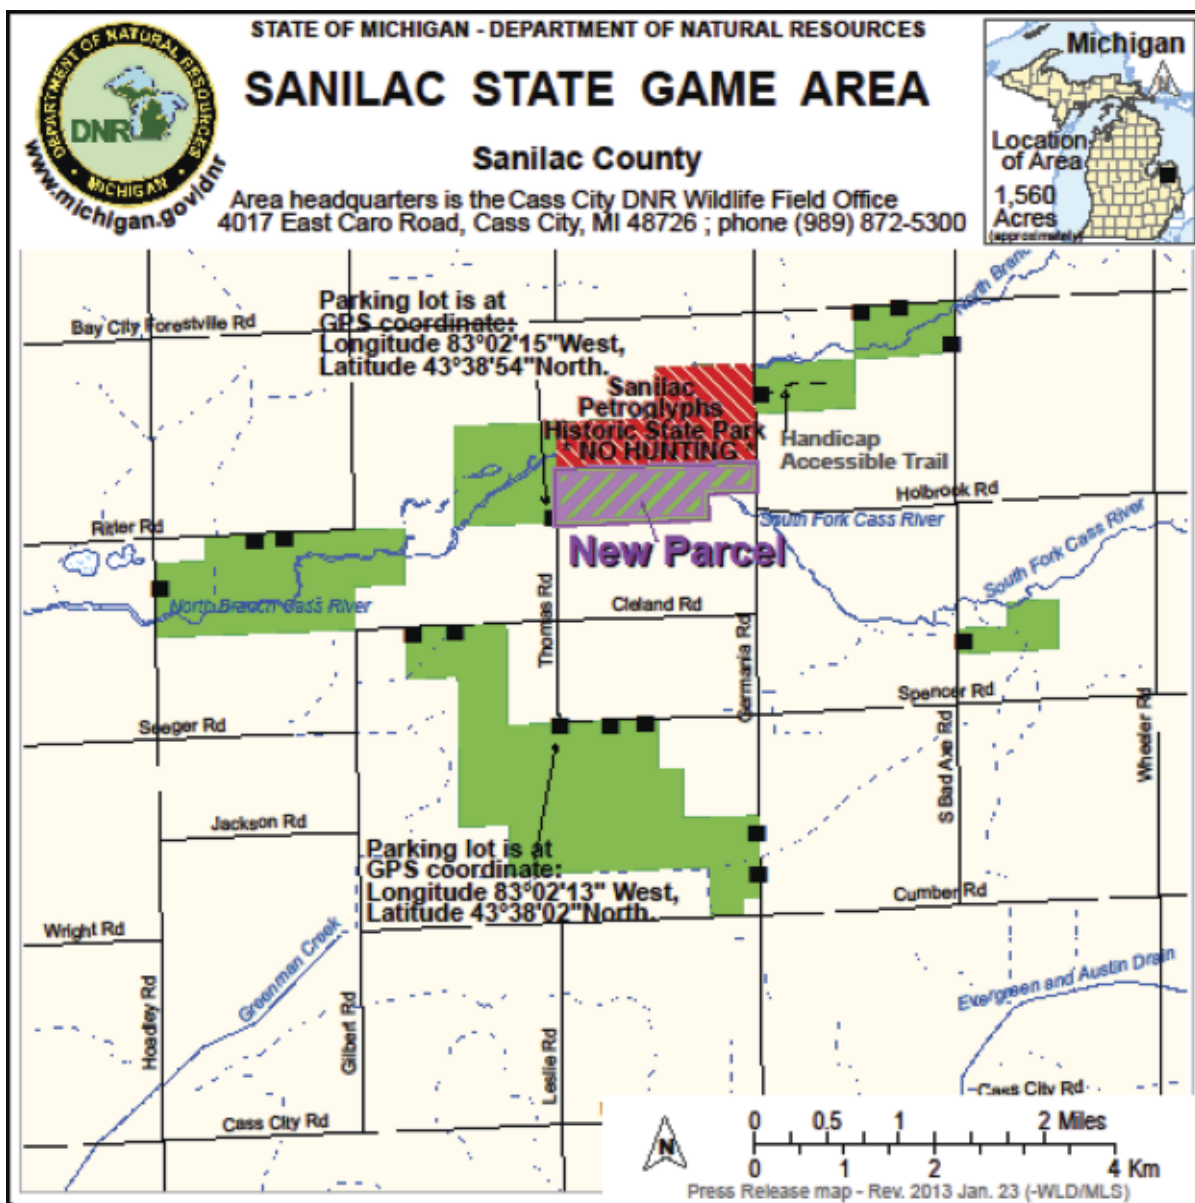 STATE OF MICHIGAN - DEPARTMENT OF NATURAL RESOURCES
SANILAC STATE GAME AREA
Sanilac County
Area headquarters is the Cass City DNR Wildlife Field Office
4017 East Caro Road, Cass City, MI 48726 ; phone (989) 872-5300
DEPARTMENT OF NATURAL RESOURCES
DNR
MICHIGAN
www.michigan.gov/dnr
Michigan
N
Location
of Area
1,560
Acres
(approximately)
North Branch
Parking lot is at
GPS coordinate:
Longitude 83°02'15"West,
Latitude 43°38'54"North.
Bay City Forestville Rd
Sanilac
Petroglyphs
Historic State Park
* NO HUNTING *
Handicap
Accessible Trail
Holbrook Rd
South Fork Cass River
South Fork Cass River
Ritler Rd
New Parcel
North Branch Cass River
Cleland Rd
Thomas Rd
Germania Rd
Spencer Rd
Seeger Rd
S Bad Axe Rd
Wheeler Rd
Jackson Rd
Parking lot is at
GPS coordinate:
Longitude 83°02'13" West,
Latitude 43°38'02"North.
Cumber Rd
Wright Rd
Greenman Creek
Evergreen and Austin Drain
Hoadley Rd
Gilbert Rd
Leslie Rd
Cass City Rd
Cass City Rd
N
0 0.5 1 2 Miles
0 1 2 4 Km
Press Release map - Rev. 2013 Jan. 23 (-WLD/MLS)